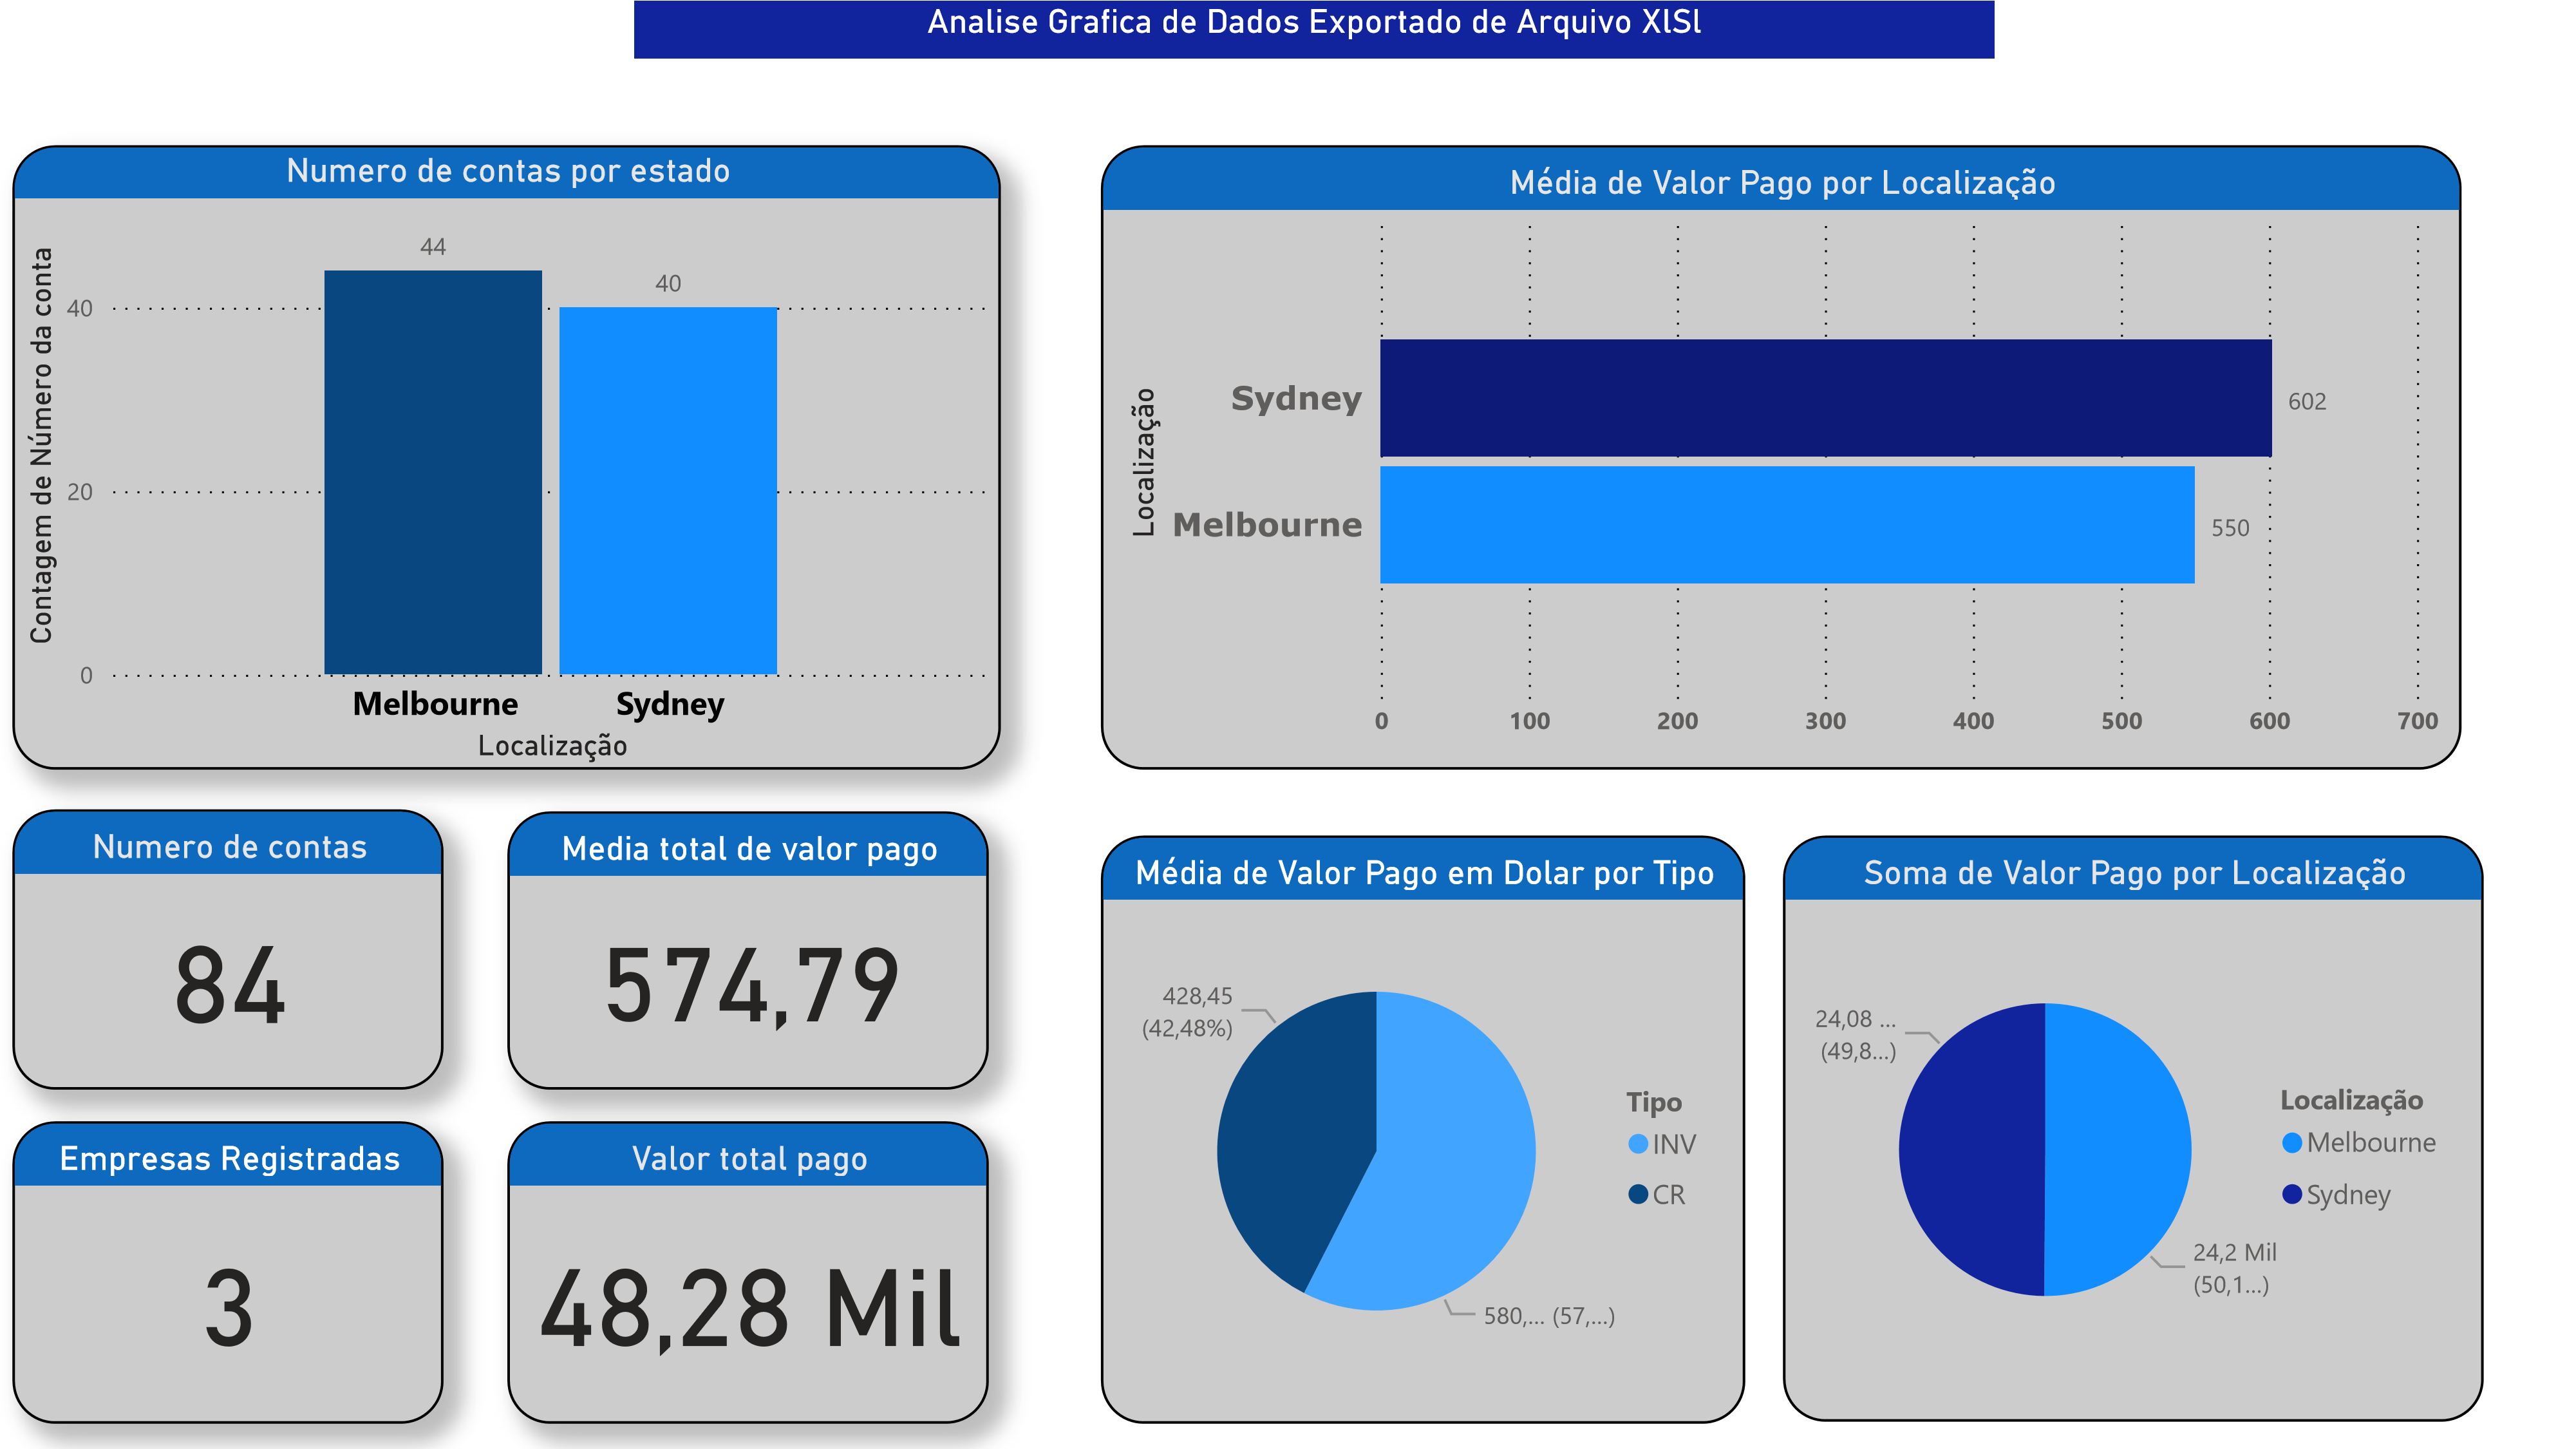 Analise Grafica de Dados Exportado de Arquivo XlSl
Numero de contas por estado
Contagem de Número da conta
40
20
0
44
40
Melbourne
Sydney
Localização
Média de Valor Pago por Localização
Localização
Sydney
602
Melbourne
550
0 100 200 300 400 500 600 700
Numero de contas
84
Media total de valor pago
574,79
Empresas Registradas
3
Valor total pago
48,28 Mil
Média de Valor Pago em Dolar por Tipo
428,45
(42,48%)
580,... (57,...)
Tipo
INV
CR
Soma de Valor Pago por Localização
24,08 ...
(49,8...)
24,2 Mil
(50,1...)
Localização
Melbourne
Sydney